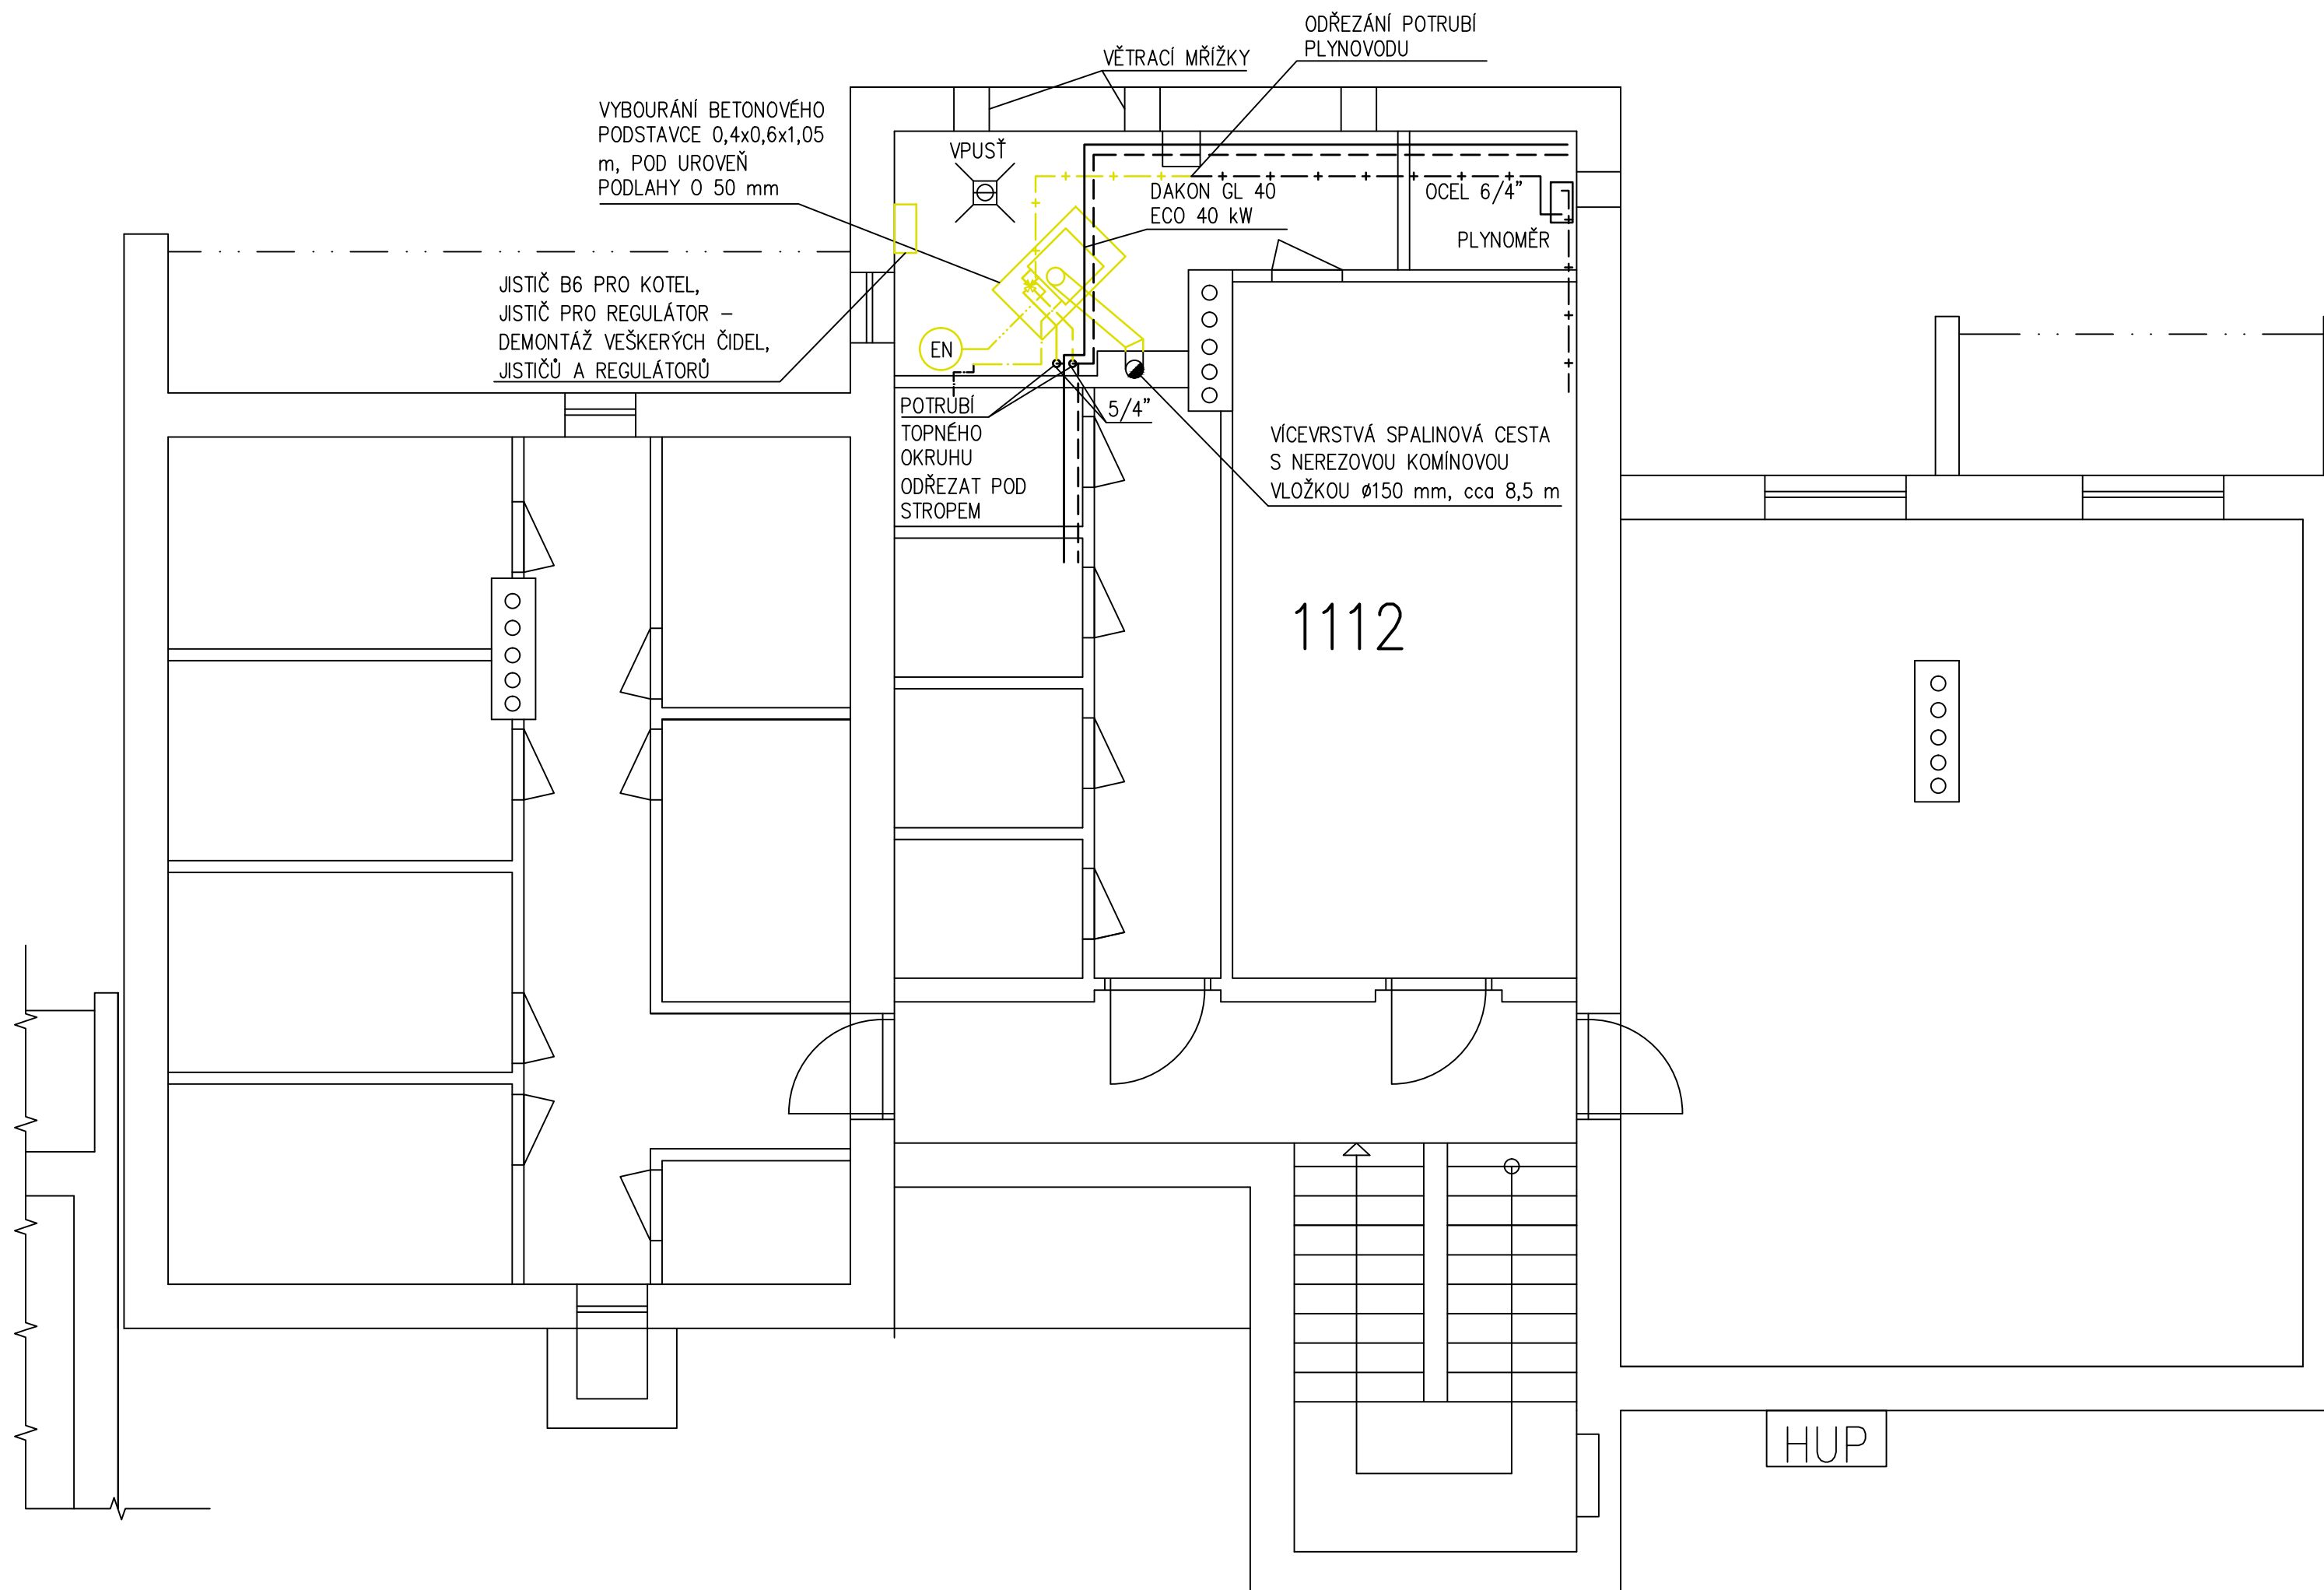 ODŘEZÁNÍ POTRUBÍ
PLYNOVODU
VĚTRACÍ MŘÍŽKY
VYBOURÁNÍ BETONOVÉHO
PODSTAVCE 0,4x0,6x1,05
m, POD UROVEŇ
PODLAHY O 50 mm
VPUSŤ
DAKON GL 40
ECO 40 kW
OCEL 6/4"
PLYNOMĚR
JISTIČ B6 PRO KOTEL,
JISTIČ PRO REGULÁTOR –
DEMONTÁŽ VEŠKERÝCH ČIDEL,
JISTIČŮ A REGULÁTORŮ
EN
POTRUBÍ
TOPNÉHO
OKRUHU
ODŘEZAT POD
STROPEM
5/4"
VÍCEVRSTVÁ SPALINOVÁ CESTA
S NEREZOVOU KOMÍNOVOU
VLOŽKOU ø150 mm, cca 8,5 m
1112
HUP